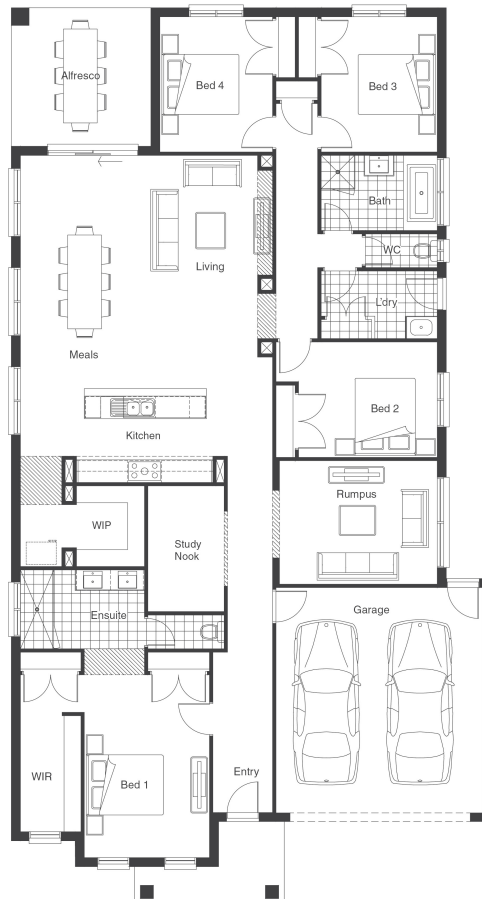 Alfresco
Bed 4
Bed 3
Bath
WC
Living
L'dry
Meals
Bed 2
Kitchen
Rumpus
WIP
Study
Nook
Ensuite
Garage
WIR
Bed 1
Entry